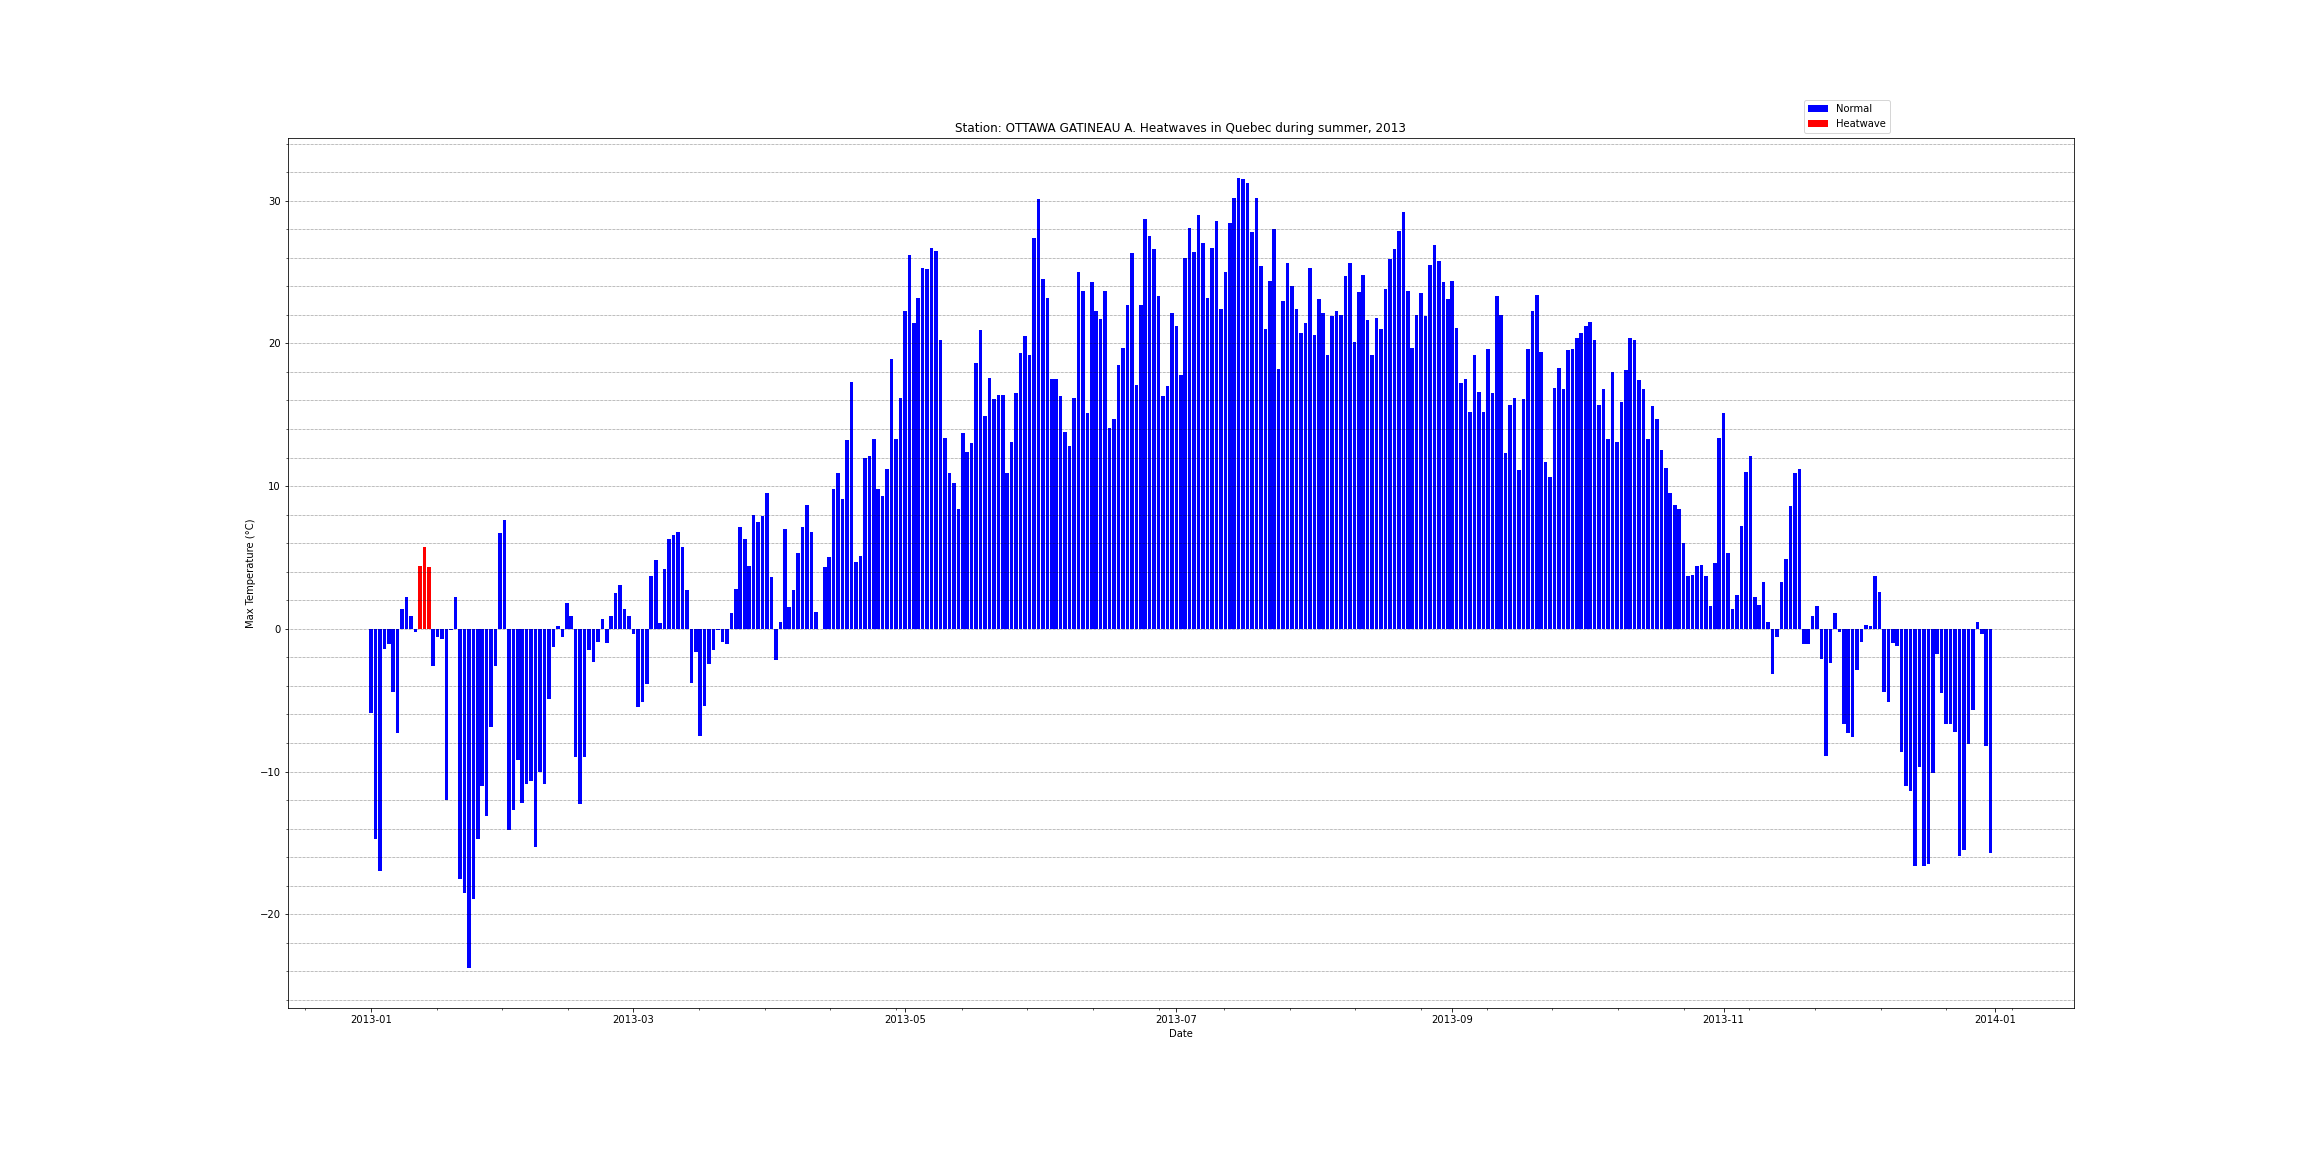 Normal
Heatwave
Station: OTTAWA GATINEAU A. Heatwaves in Quebec during summer, 2013
30
20
10
0
−10
−20
Max Temperature (°C)
2013-01 2013-03 2013-05 2013-07 2013-09 2013-11 2014-01
Date